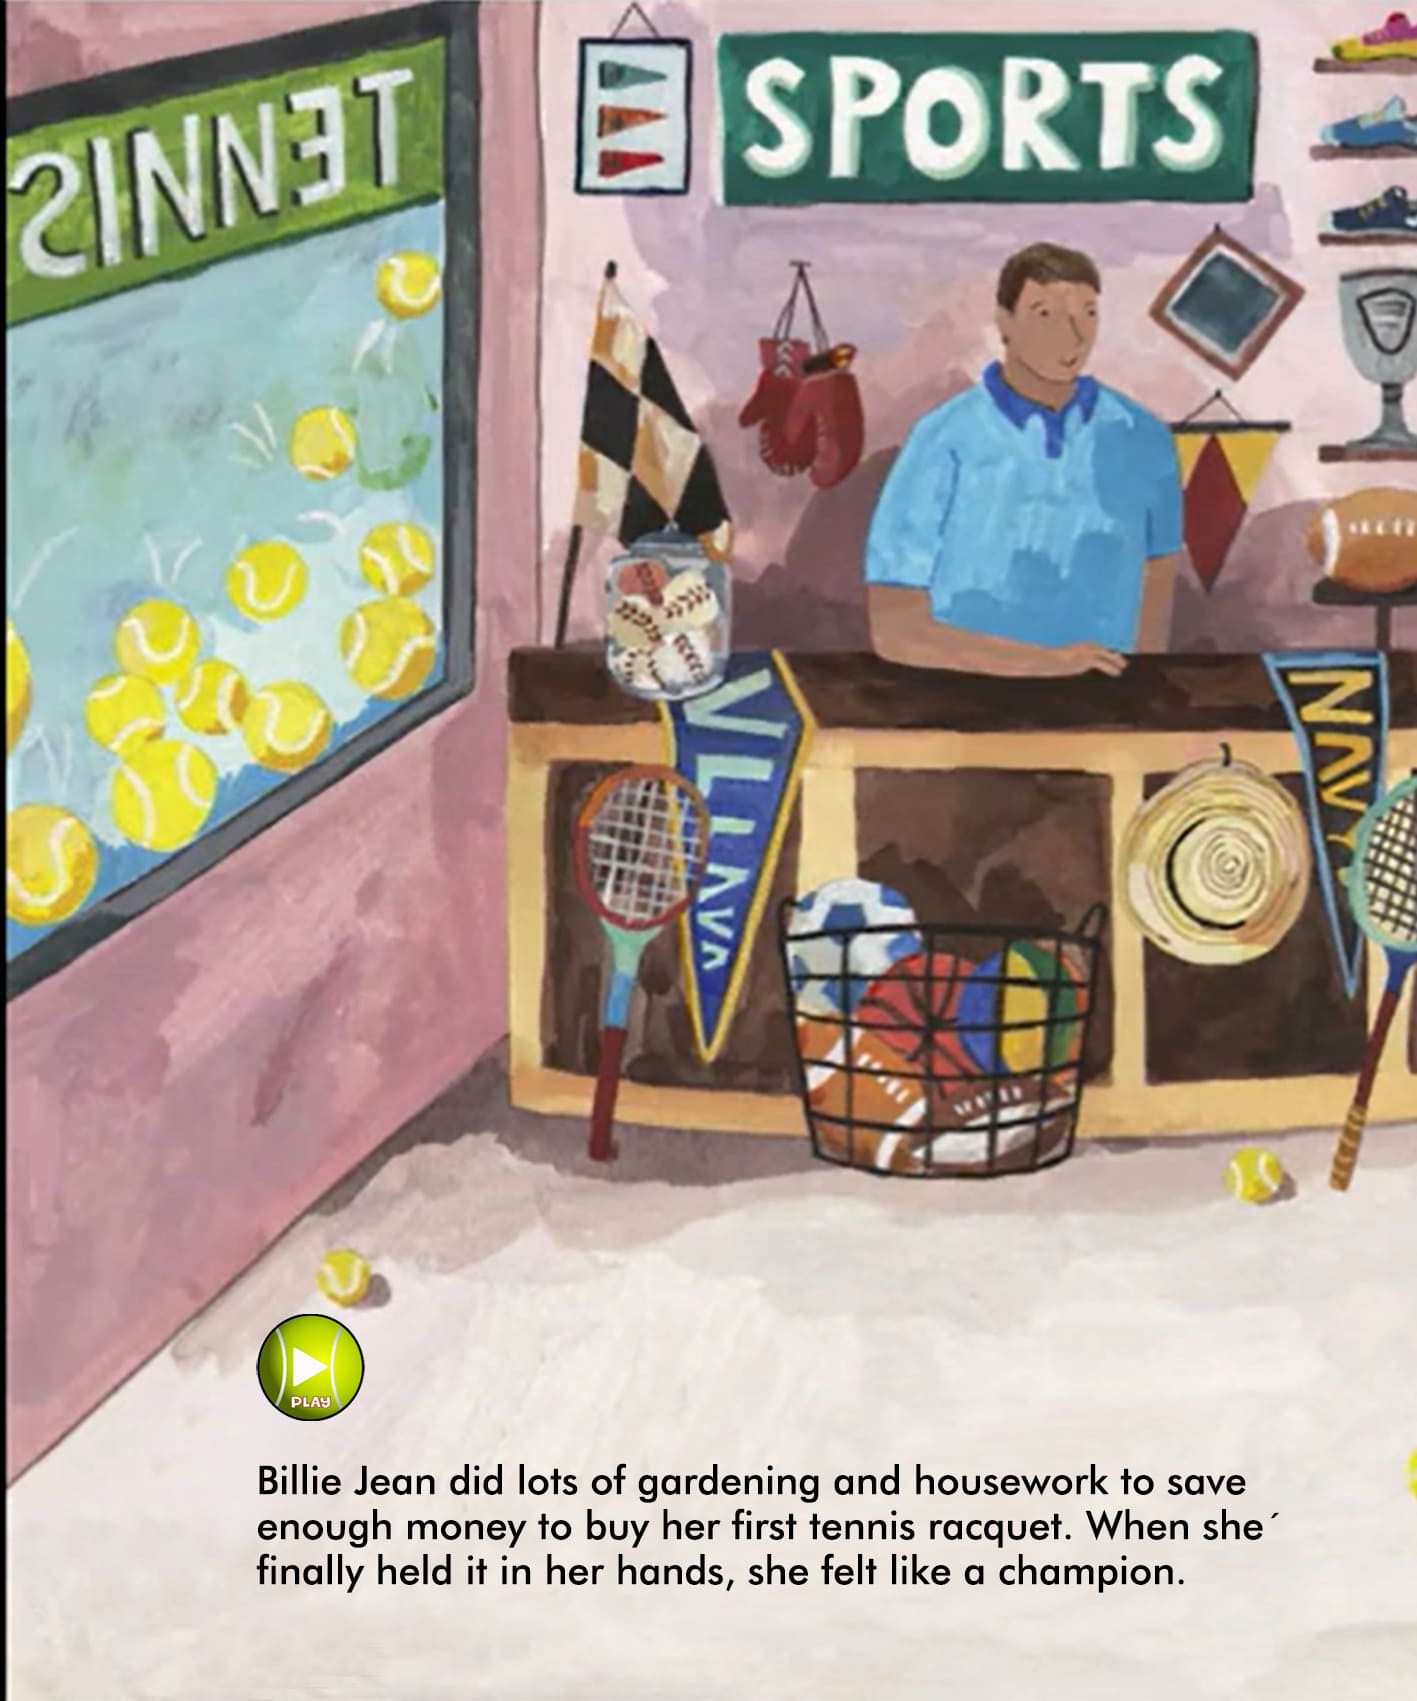 TENNIS
SPORTS
NAVY
PLAY
Billie Jean did lots of gardening and housework to save
enough money to buy her first tennis racquet. When she´
finally held it in her hands, she felt like a champion.